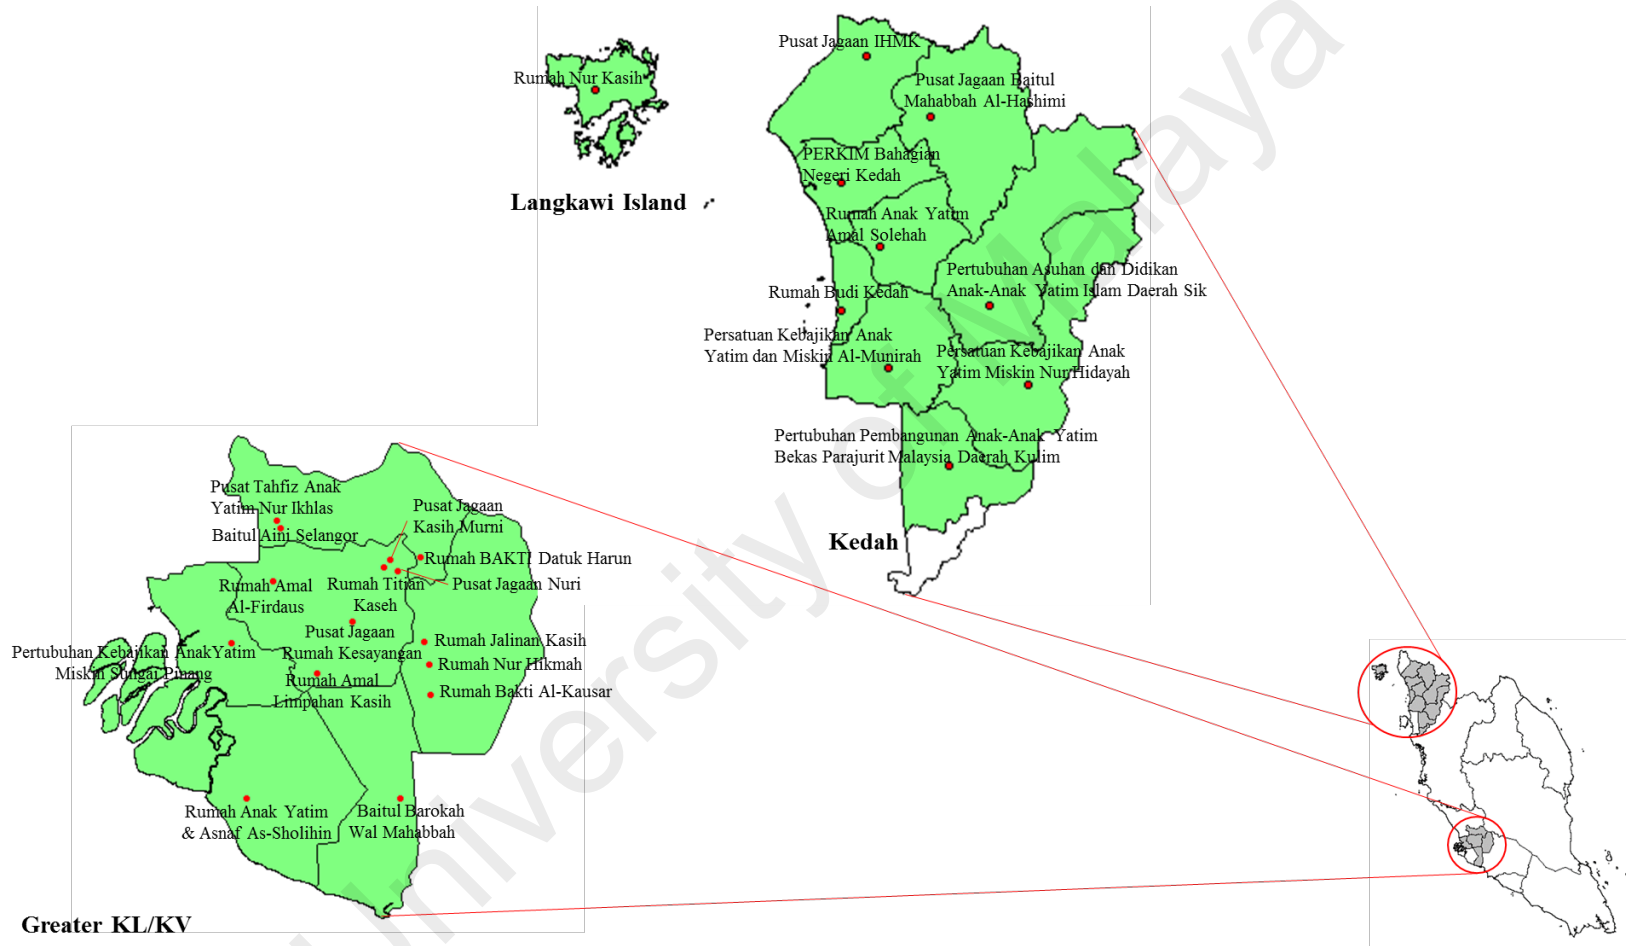 Pusat Jagaan IHMK
Rumah Nur Kasih
Pusat Jagaan Baitul
Mahabbah Al-Hashimi
PERKIM Bahagian
Negeri Kedah
Langkawi Island
Rumah Anak Yatim
Amal Solehah
Pertubuhan Asuhan dan Didikan
Anak-Anak Yatim Islam Daerah Sik
Rumah Budi Kedah
Persatuan Kebajikan Anak
Yatim dan Miskin Al-Munirah
Persatuan Kebajikan Anak
Yatim Miskin Nur Hidayah
Pertubuhan Pembangunan Anak-Anak Yatim
Bekas Parajurit Malaysia Daerah Kulim
Kedah
Pusat Tahfiz Anak
Yatim Nur Ikhlas
Baitul Aini Selangor
Pusat Jagaan
Kasih Murni
Rumah BAKTI Datuk Harun
Rumah Amal
Al-Firdaus
Rumah Titian
Kaseh
Pusat Jagaan Nuri
Pusat Jagaan
Rumah Kesayangan
Rumah Jalinan Kasih
Pertubuhan Kebajikan AnakYatim
Miskin Sungai Pinang
Rumah Nur Hikmah
Rumah Amal
Limpahan Kasih
Rumah Bakti Al-Kausar
Rumah Anak Yatim
& Asnaf As-Sholihin
Baitul Barokah
Wal Mahabbah
Greater KL/KV
University of Malaya